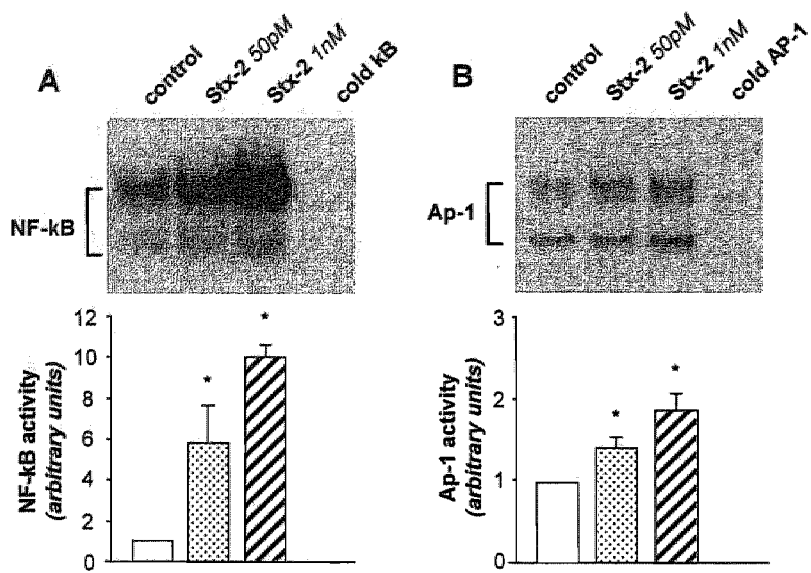 A
control
Stx-2 50pM
Stx-2 1nM
cold kB
NF-kB
12
10
8
6
4
2
0
NF-kB activity
(arbitrary units)
*
*
B
control
Stx-2 50pM
Stx-2 1nM
cold AP-1
Ap-1
3
2
1
0
Ap-1 activity
(arbitrary units)
*
*